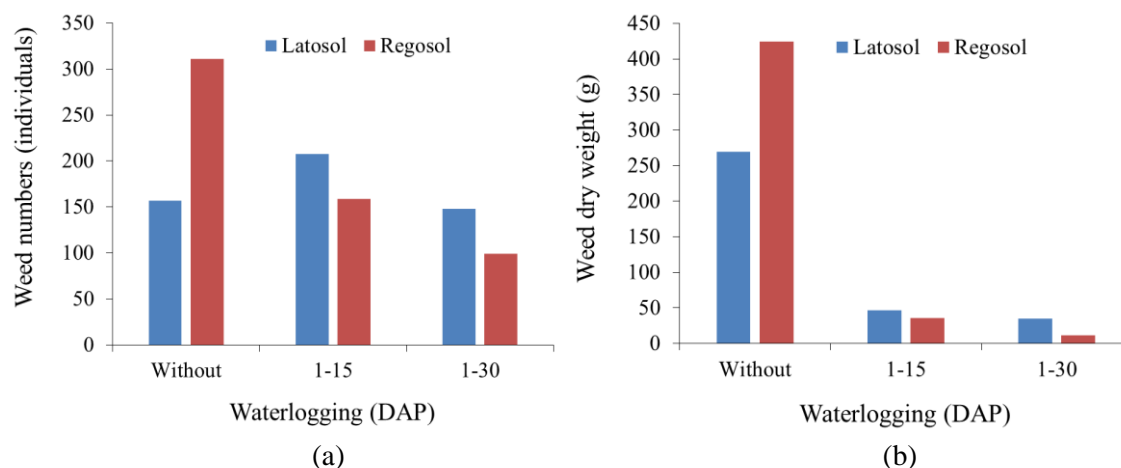 Weed numbers (individuals)
350
300
250
200
150
100
50
0
Latosol Regosol
Without 1-15 1-30
Waterlogging (DAP)
(a)
Weed dry weight (g)
450
400
350
300
250
200
150
100
50
0
Latosol Regosol
Without 1-15 1-30
Waterlogging (DAP)
(b)